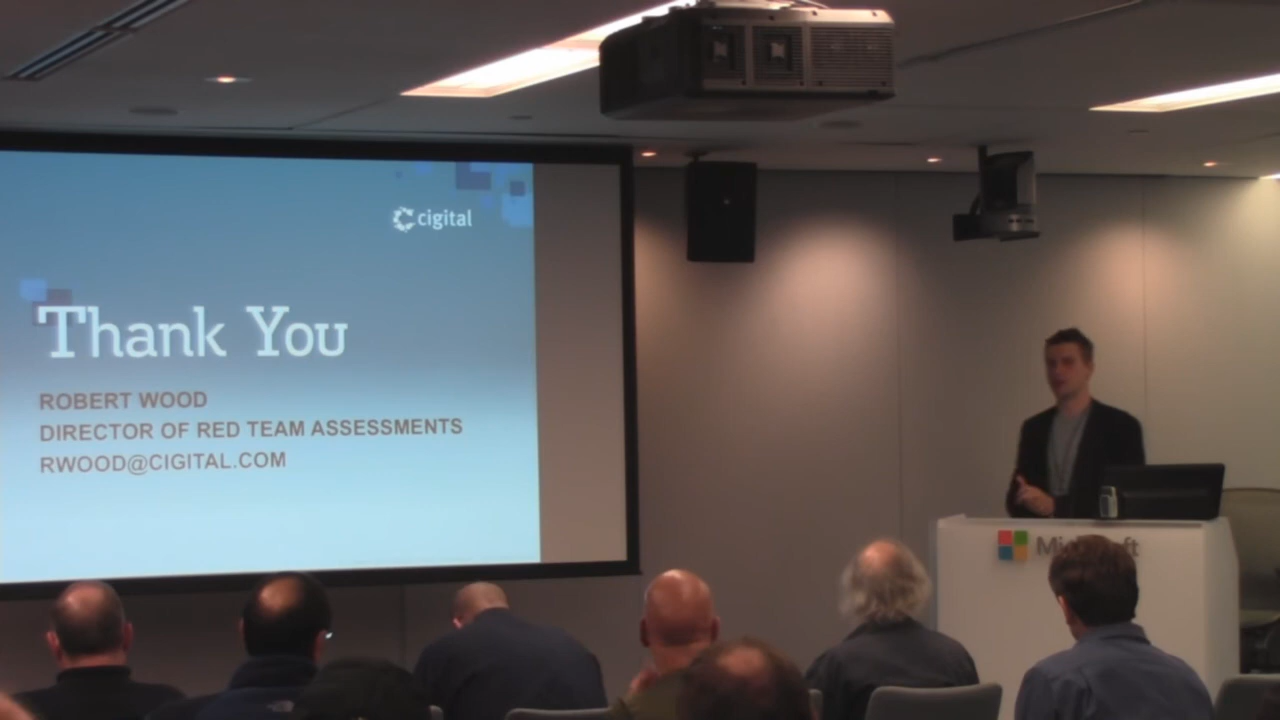 cigital
Thank You
ROBERT WOOD
DIRECTOR OF RED TEAM ASSESSMENTS
RWOOD@CIGITAL.COM